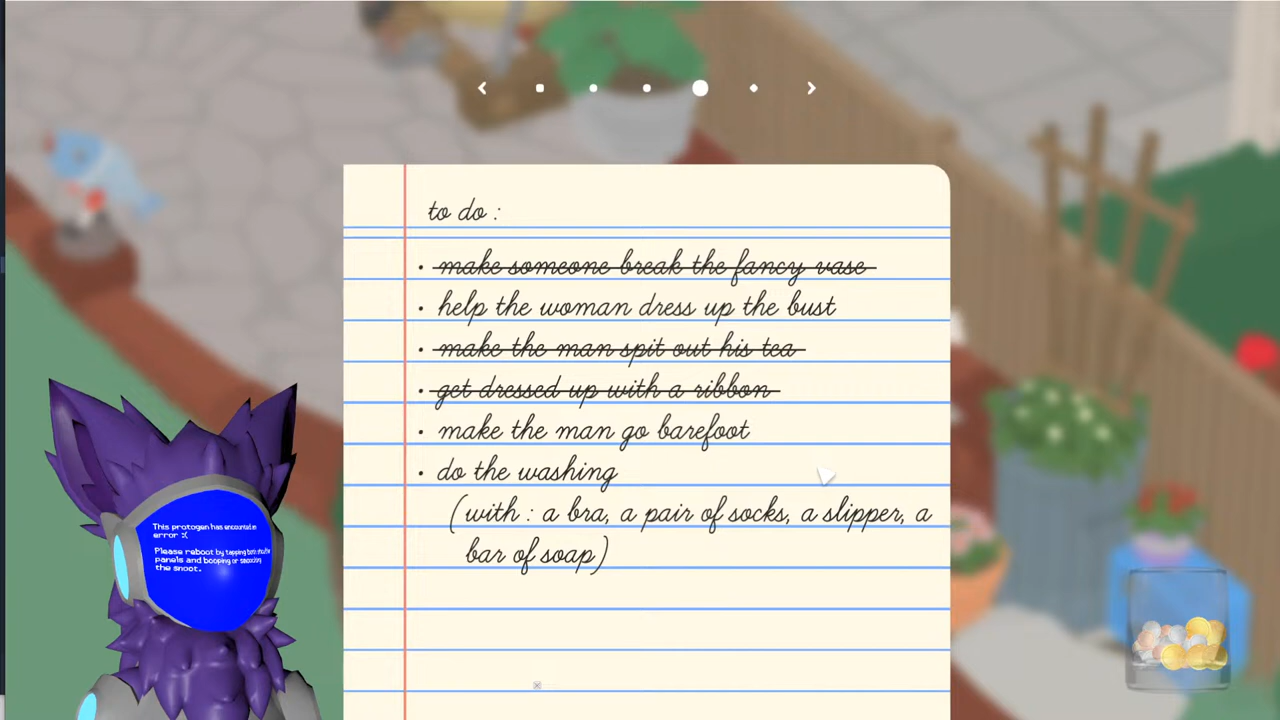 to do :
• make someone break the fancy vase
• help the woman dress up the bust
• make the man spit out his tea
• get dressed up with a ribbon
• make the man go barefoot
• do the washing
(with : a bra, a pair of socks, a slipper, a
bar of soap)
This protogen has encountered an
error :(
Please reboot by tapping both shoulder
panels and booping or smacking
the snoot.